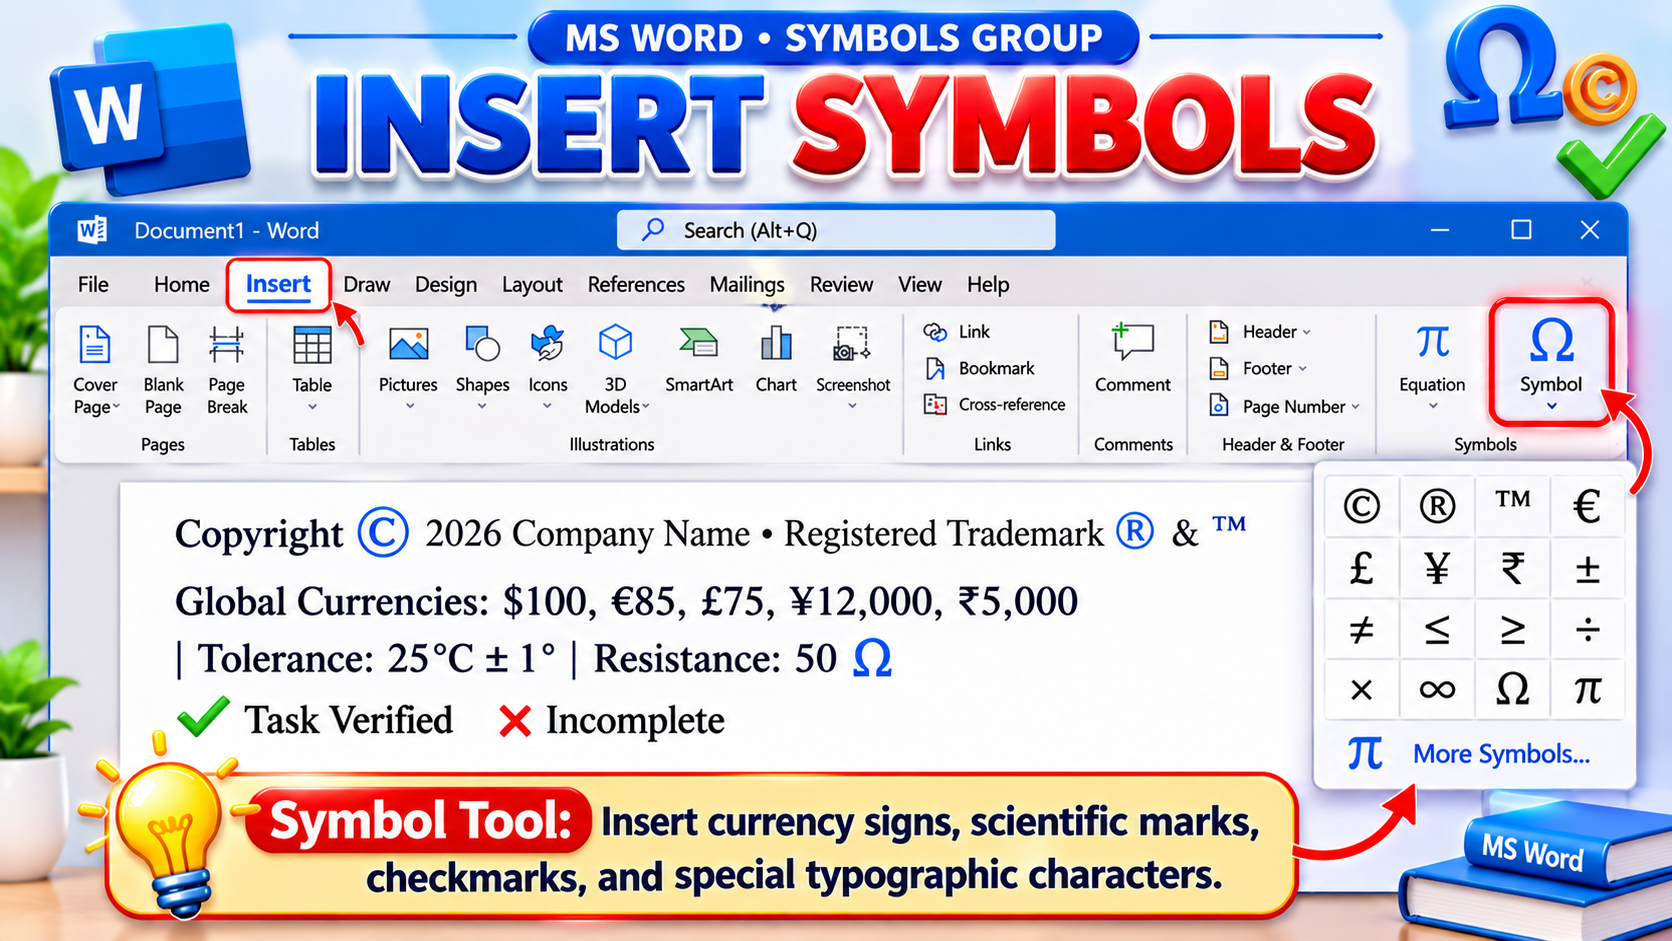 MS WORD • SYMBOLS GROUP
INSERT SYMBOLS
W
Ω
©
W
Document1 - Word
Search (Alt+Q)
File Home Insert Draw Design Layout References Mailings Review View Help
Cover Page
Blank Page
Page Break
Pages
Table
Tables
Pictures
Shapes
Icons
3D Models
SmartArt
Chart
Screenshot
Illustrations
Link
Bookmark
Cross-reference
Links
Comment
Comments
Header
Footer
Page Number
Header & Footer
π
Equation
Ω
Symbol
Symbols
© ® ™ €
£ ¥ ₹ ±
≠ ≤ ≥ ÷
× ∞ Ω π
π More Symbols...
Copyright © 2026 Company Name • Registered Trademark ® & ™
Global Currencies: $100, €85, £75, ¥12,000, ₹5,000
| Tolerance: 25°C ± 1° | Resistance: 50 Ω
Task Verified Incomplete
Symbol Tool: Insert currency signs, scientific marks,
checkmarks, and special typographic characters.
MS Word